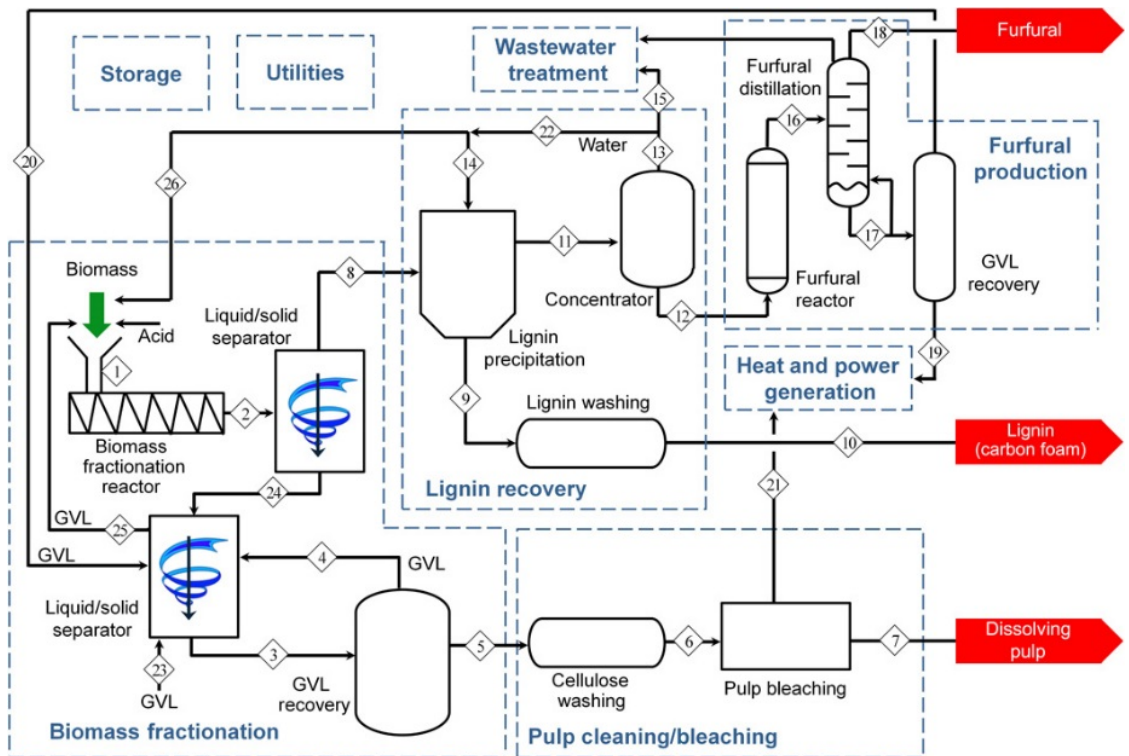 18
Furfural
Wastewater
treatment
Storage
Utilities
Furfural
distillation
15
16
22
Water
20
26
14
13
Furfural
production
11
17
8
Biomass
GVL
recovery
Concentrator
Furfural
reactor
12
Liquid/solid
separator
Acid
Lignin
precipitation
19
1
Heat and power
generation
9
Lignin washing
2
10
Lignin
(carbon foam)
Biomass
fractionation
reactor
Lignin recovery
24
21
GVL
25
GVL
4
GVL
Liquid/solid
separator
3
5
6
7
Dissolving
pulp
23
GVL
GVL
recovery
Cellulose
washing
Pulp bleaching
Biomass fractionation
Pulp cleaning/bleaching